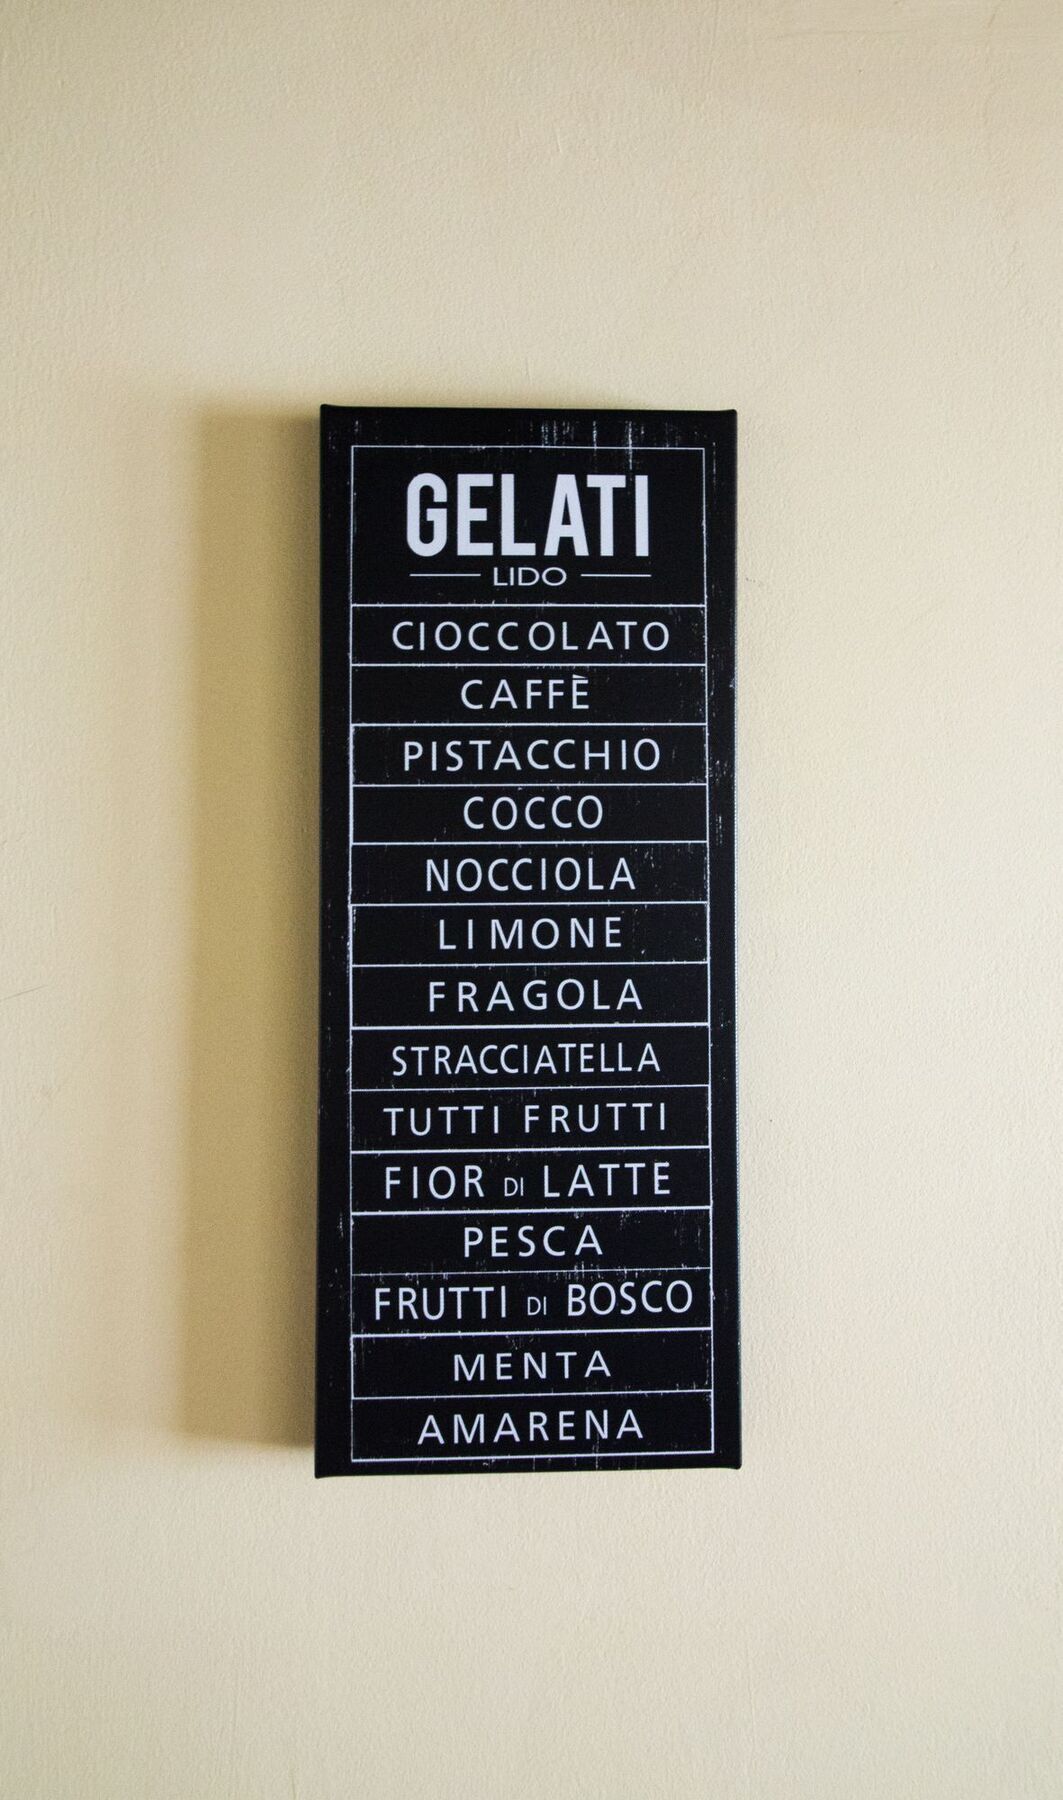 GELATI
LIDO
CIOCCOLATO
CAFFÈ
PISTACCHIO
COCCO
NOCCIOLA
LIMONE
FRAGOLA
STRACCIATELLA
TUTTI FRUTTI
FIOR DI LATTE
PESCA
FRUTTI DI BOSCO
MENTA
AMARENA